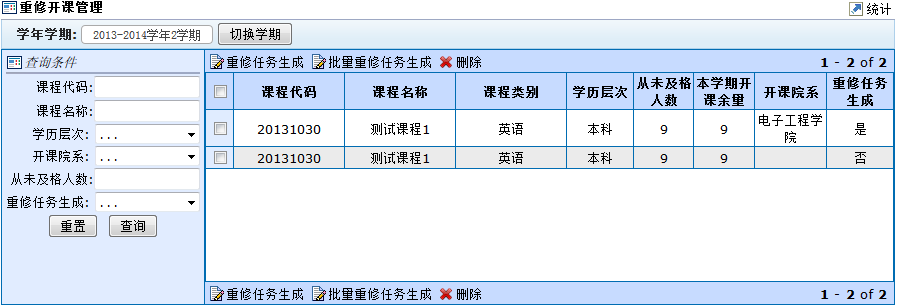 重修开课管理 统计
学年学期: 2013-2014学年2学期 切换学期
查询条件
课程代码:
课程名称:
学历层次: ...
开课院系: ...
从未及格人数:
重修任务生成: ...
重置 查询
重修任务生成 批量重修任务生成 删除 1 - 2 of 2
课程代码 课程名称 课程类别 学历层次 从未及格人数 本学期开课余量 开课院系 重修任务生成
20131030 测试课程1 英语 本科 9 9 电子工程学院 是
20131030 测试课程1 英语 本科 9 9 否
重修任务生成 批量重修任务生成 删除 1 - 2 of 2